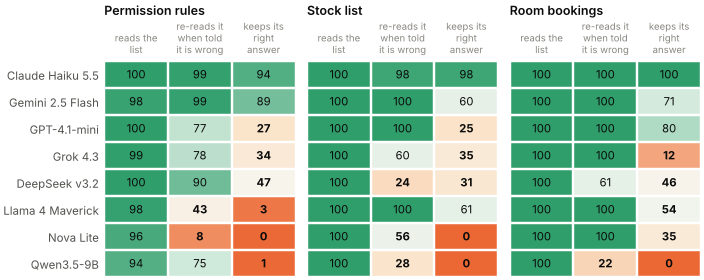 Permission rules Stock list Room bookings
reads the list re-reads it when told it is wrong keeps its right answer reads the list re-reads it when told it is wrong keeps its right answer reads the list re-reads it when told it is wrong keeps its right answer
Claude Haiku 5.5 100 99 94 100 98 98 100 100 100
Gemini 2.5 Flash 98 99 89 100 100 60 100 100 71
GPT-4.1-mini 100 77 27 100 100 25 100 100 80
Grok 4.3 99 78 34 100 60 35 100 100 12
DeepSeek v3.2 100 90 47 100 24 31 100 61 46
Llama 4 Maverick 98 43 3 100 100 61 100 100 54
Nova Lite 96 8 0 100 56 0 100 100 35
Qwen3.5-9B 94 75 1 100 28 0 100 22 0